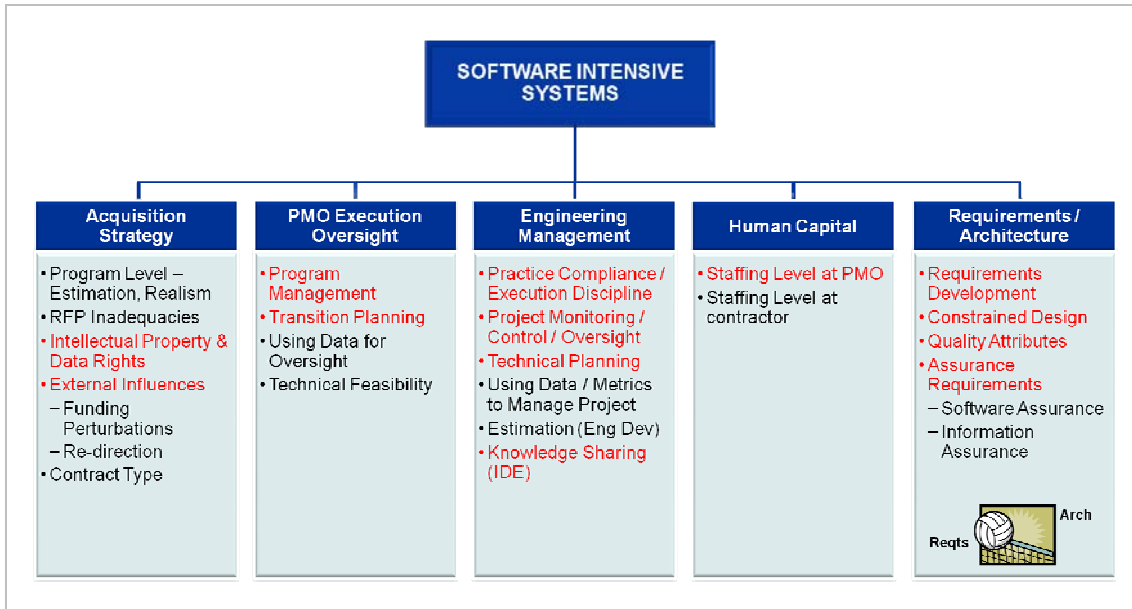 SOFTWARE INTENSIVE
SYSTEMS
Acquisition
Strategy
• Program Level –
Estimation, Realism
• RFP Inadequacies
• Intellectual Property &
Data Rights
• External Influences
– Funding
Perturbations
– Re-direction
• Contract Type
PMO Execution
Oversight
• Program
Management
• Transition Planning
• Using Data for
Oversight
• Technical Feasibility
Engineering
Management
• Practice Compliance /
Execution Discipline
• Project Monitoring /
Control / Oversight
• Technical Planning
• Using Data / Metrics
to Manage Project
• Estimation (Eng Dev)
• Knowledge Sharing
(IDE)
Human Capital
• Staffing Level at PMO
• Staffing Level at
contractor
Requirements /
Architecture
• Requirements
Development
• Constrained Design
• Quality Attributes
• Assurance
Requirements
– Software Assurance
– Information
Assurance
Arch
Reqts